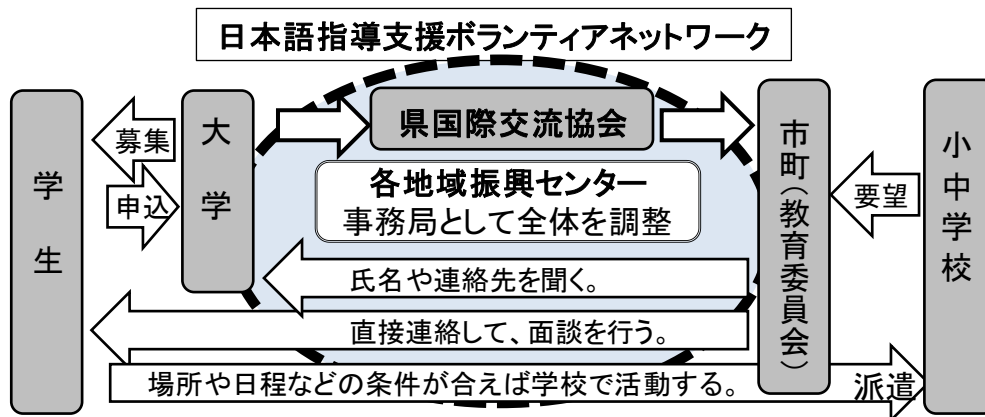 日本語指導支援ボランティアネットワーク
学生
募集
申込
大学
県国際交流協会
各地域振興センター
事務局として全体を調整
市町(教育委員会)
要望
小中学校
氏名や連絡先を聞く。
直接連絡して、面談を行う。
場所や日程などの条件が合えば学校で活動する。
派遣